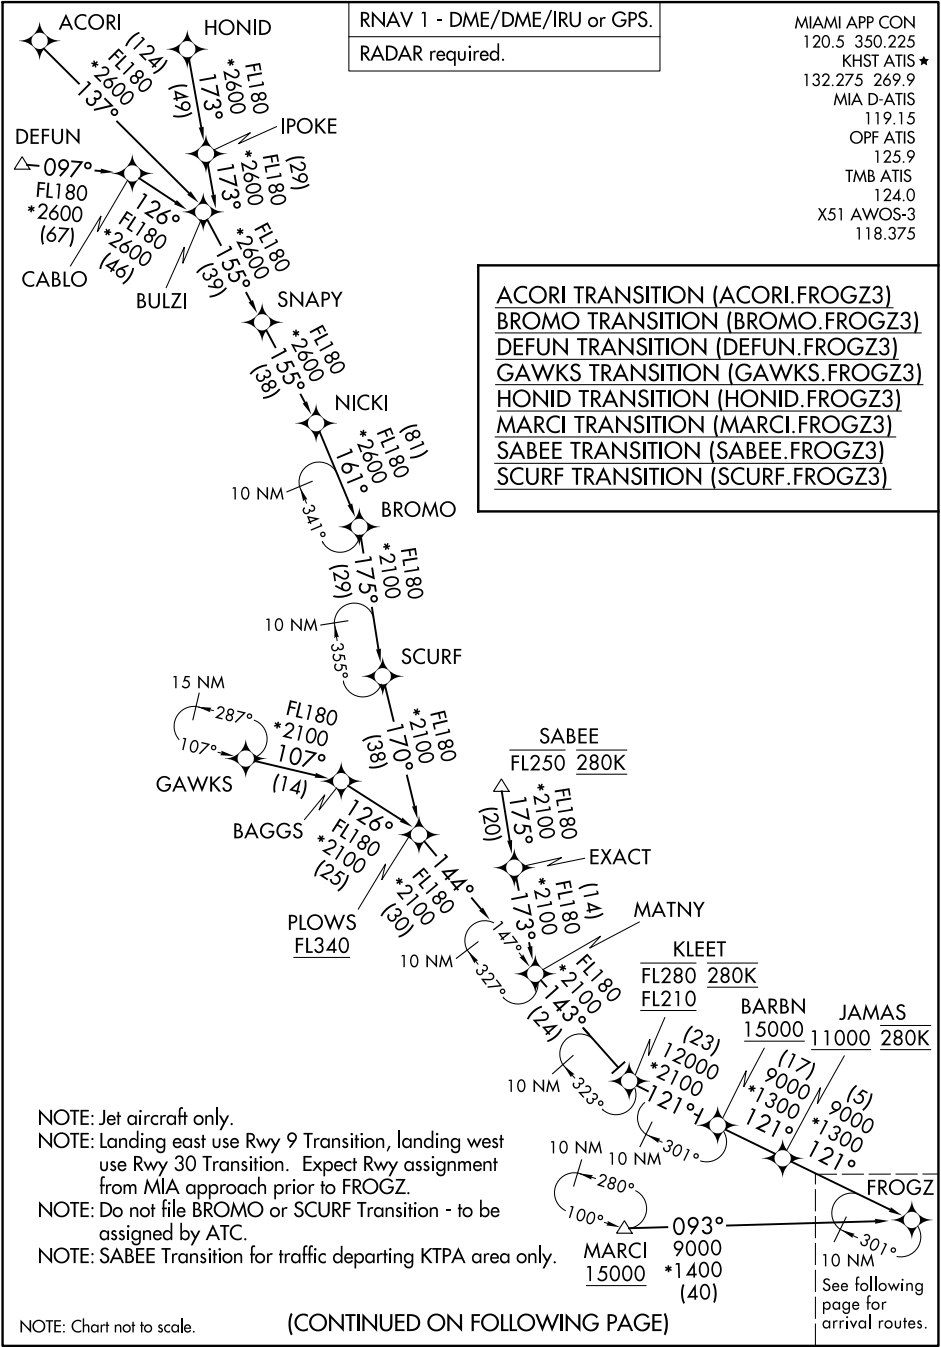 RNAV 1 - DME/DME/IRU or GPS.
RADAR required.
MIAMI APP CON
120.5 350.225
KHST ATIS ★
132.275 269.9
MIA D-ATIS
119.15
OPF ATIS
125.9
TMB ATIS
124.0
X51 AWOS-3
118.375
ACORI
(124)
FL180
*2600
137°
HONID
FL180
*2600
173°
(49)
IPOKE
(29)
FL180
*2600
173°
DEFUN
097°
FL180
*2600
(67)
CABLO
126°
FL180
*2600
(46)
BULZI
FL180
*2600
155°
(39)
SNAPY
FL180
*2600
155°
(38)
NICKI
(81)
FL180
*2600
161°
10 NM
341°
BROMO
FL180
*2100
175°
(29)
10 NM
355°
SCURF
FL180
*2100
170°
(38)
15 NM
287°
107°
GAWKS
FL180
*2100
107°
(14)
BAGGS
126°
FL180
*2100
(25)
PLOWS
FL340
144°
FL180
*2100
(30)
SABEE
FL250 280K
FL180
*2100
175°
(20)
EXACT
(14)
FL180
*2100
173°
MATNY
147°
10 NM
327°
FL180
*2100
143°
(24)
KLEET
FL280 280K
FL210
10 NM
323°
(23)
12000
*2100
121°
BARBN
15000
10 NM
301°
(17)
9000
*1300
121°
JAMAS
11000 280K
(5)
9000
*1300
121°
FROGZ
301°
10 NM
See following
page for
arrival routes.
10 NM
280°
100°
MARCI
15000
093°
9000
*1400
(40)
ACORI TRANSITION (ACORI.FROGZ3)
BROMO TRANSITION (BROMO.FROGZ3)
DEFUN TRANSITION (DEFUN.FROGZ3)
GAWKS TRANSITION (GAWKS.FROGZ3)
HONID TRANSITION (HONID.FROGZ3)
MARCI TRANSITION (MARCI.FROGZ3)
SABEE TRANSITION (SABEE.FROGZ3)
SCURF TRANSITION (SCURF.FROGZ3)
NOTE: Jet aircraft only.
NOTE: Landing east use Rwy 9 Transition, landing west
use Rwy 30 Transition. Expect Rwy assignment
from MIA approach prior to FROGZ.
NOTE: Do not file BROMO or SCURF Transition - to be
assigned by ATC.
NOTE: SABEE Transition for traffic departing KTPA area only.
NOTE: Chart not to scale.
(CONTINUED ON FOLLOWING PAGE)